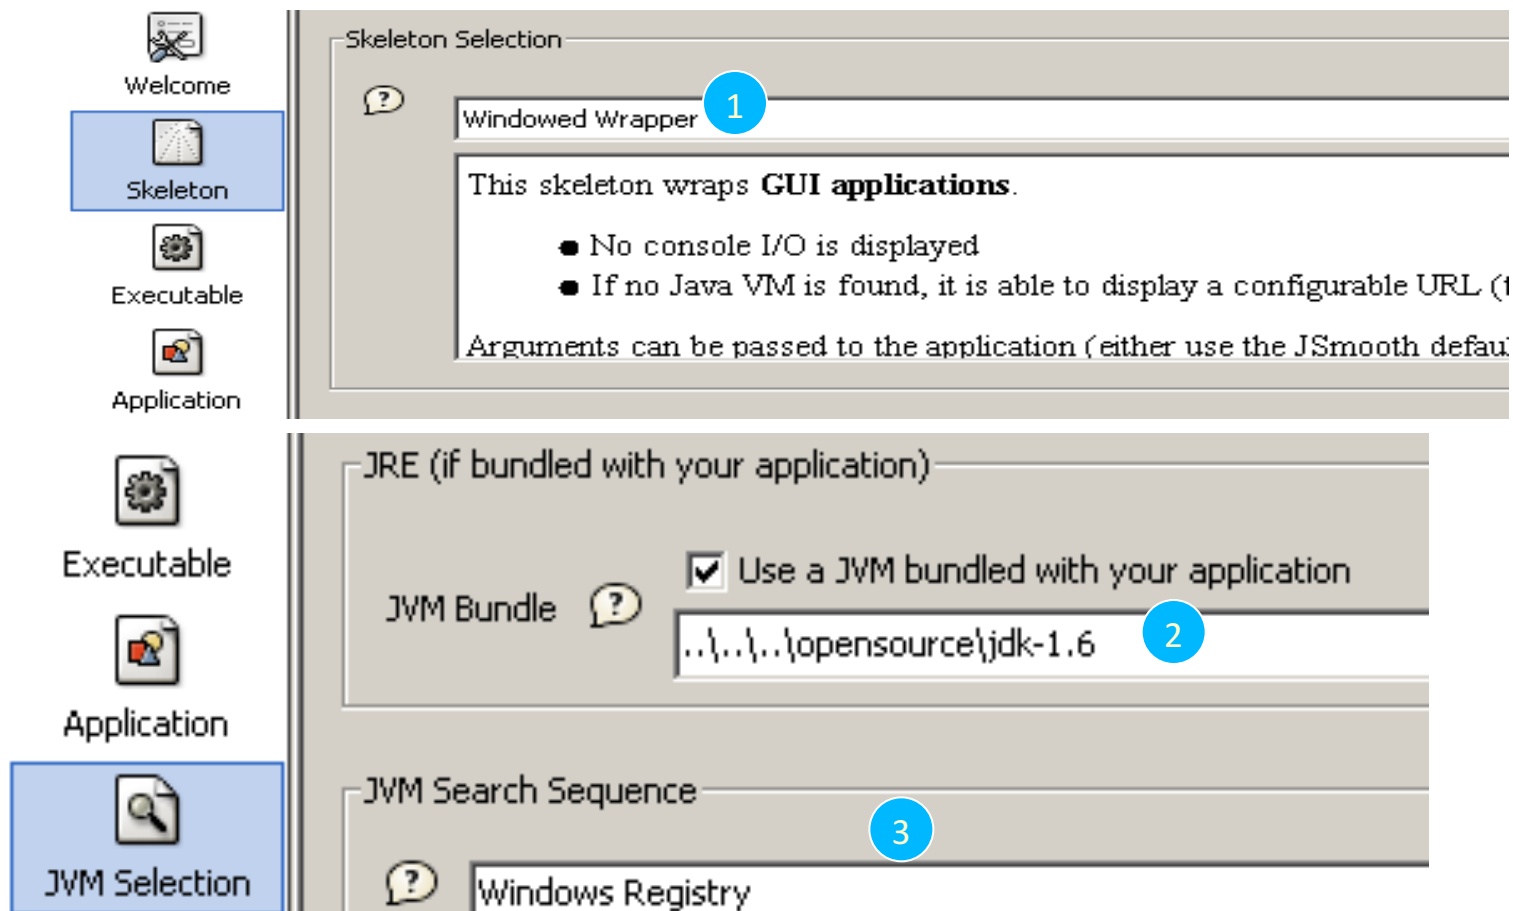 Welcome
Skeleton
Executable
Application
Skeleton Selection
Windowed Wrapper
1
This skeleton wraps GUI applications.
No console I/O is displayed
If no Java VM is found, it is able to display a configurable URL (
Arguments can be passed to the application (either use the JSmooth defau
Executable
Application
JVM Selection
JRE (if bundled with your application)
Use a JVM bundled with your application
JVM Bundle
..\..\..\opensource\jdk-1.6
2
JVM Search Sequence
3
Windows Registry